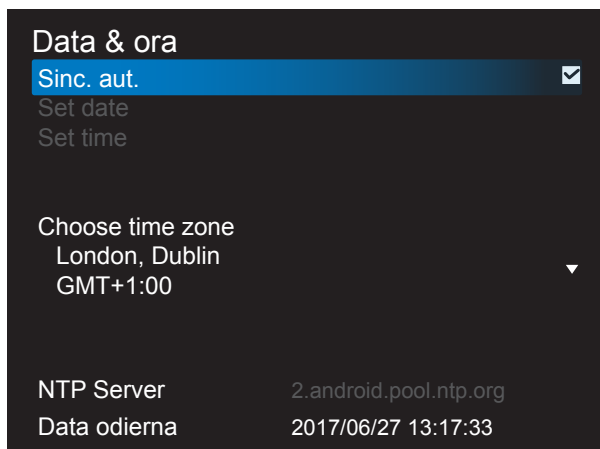 Data & ora
Sinc. aut.
Set date
Set time
Choose time zone
London, Dublin
GMT+1:00
NTP Server 2.android.pool.ntp.org
Data odierna 2017/06/27 13:17:33